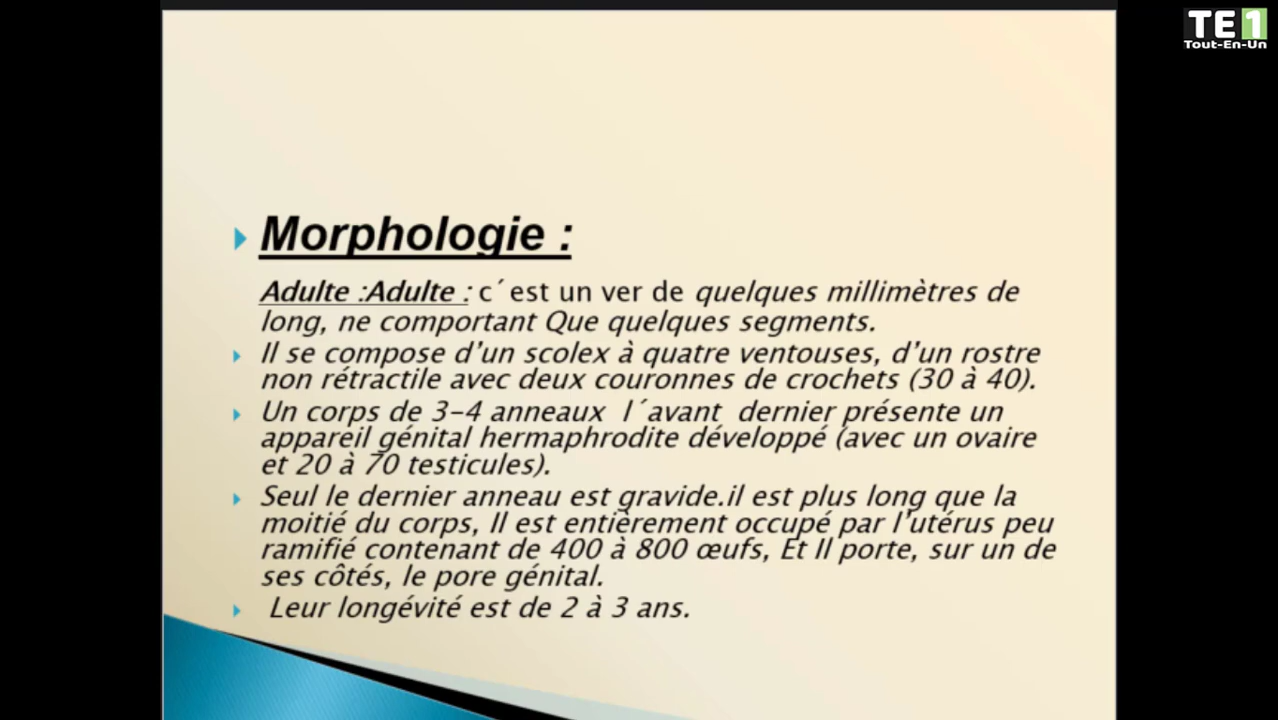 TE1
Tout-En-Un
Morphologie :
Adulte :Adulte : c´est un ver de quelques millimètres de
long, ne comportant Que quelques segments.
Il se compose d’un scolex à quatre ventouses, d’un rostre
non rétractile avec deux couronnes de crochets (30 à 40).
Un corps de 3-4 anneaux l´avant dernier présente un
appareil génital hermaphrodite développé (avec un ovaire
et 20 à 70 testicules).
Seul le dernier anneau est gravide.il est plus long que la
moitié du corps, Il est entièrement occupé par l’utérus peu
ramifié contenant de 400 à 800 œufs, Et Il porte, sur un de
ses côtés, le pore génital.
Leur longévité est de 2 à 3 ans.